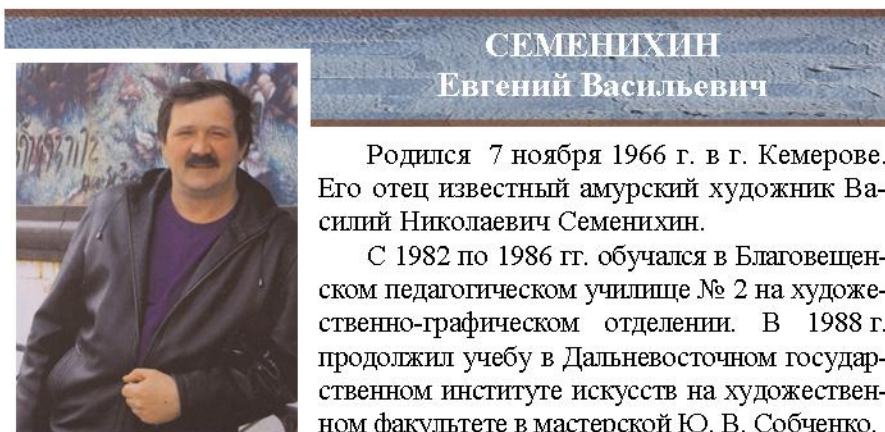 СЕМЕНИХИН
Евгений Васильевич
Родился 7 ноября 1966 г. в г. Кемерове.
Его отец известный амурский художник Ва-
силий Николаевич Семенихин.
С 1982 по 1986 гг. обучался в Благовещен-
ском педагогическом училище № 2 на художе-
ственно-графическом отделении. В 1988 г.
продолжил учебу в Дальневосточном государ-
ственном институте искусств на художествен-
ном факультете в мастерской Ю. В. Собченко.